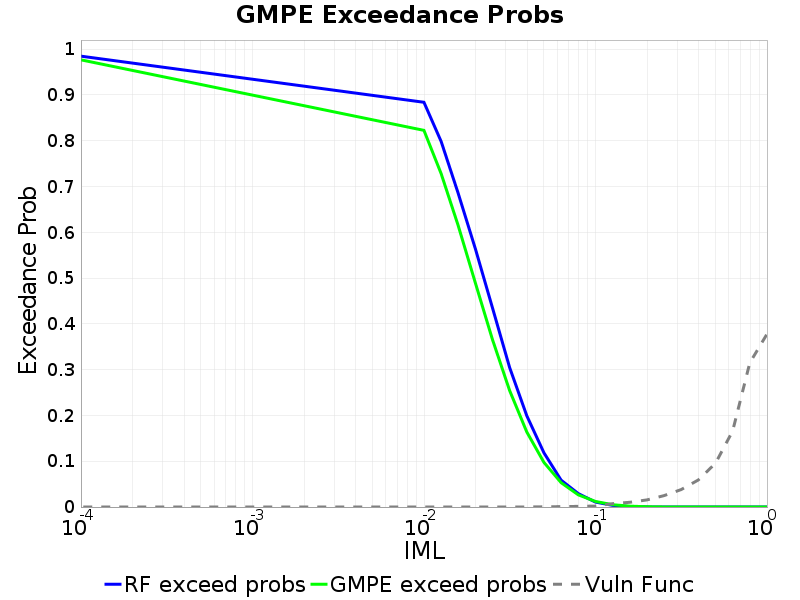 GMPE Exceedance Probs
Exceedance Prob
1
0.9
0.8
0.7
0.6
0.5
0.4
0.3
0.2
0.1
0
10^-4 10^-3 10^-2 10^-1 10^0
IML
RF exceed probs GMPE exceed probs Vuln Func